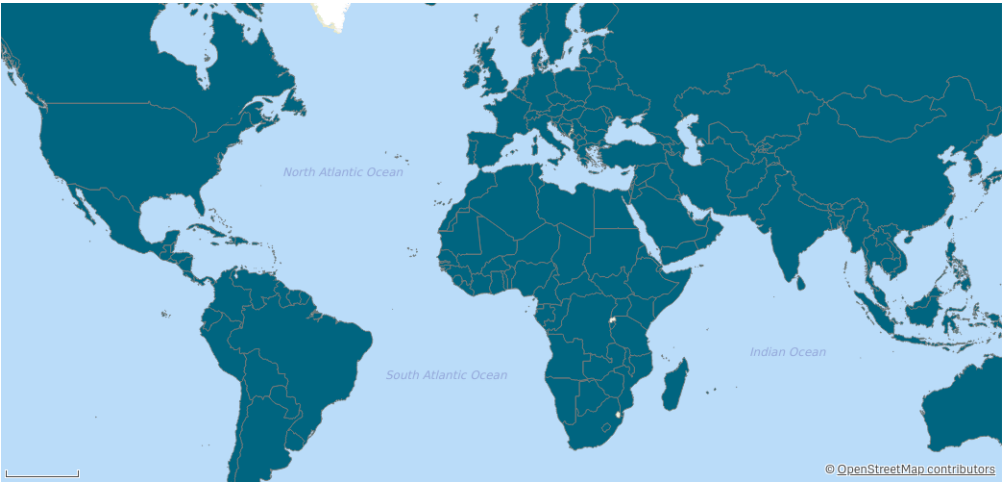 North Atlantic Ocean
Indian Ocean
South Atlantic Ocean
© OpenStreetMap contributors